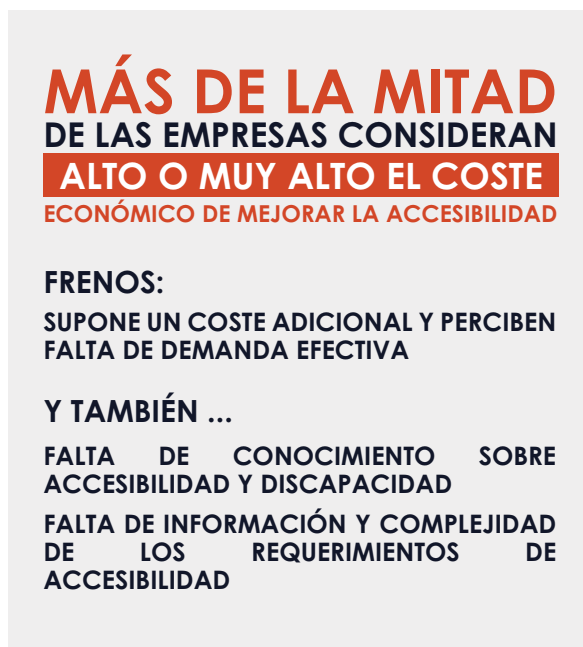 MÁS DE LA MITAD
DE LAS EMPRESAS CONSIDERAN
ALTO O MUY ALTO EL COSTE
ECONÓMICO DE MEJORAR LA ACCESIBILIDAD
FRENOS:
SUPONE UN COSTE ADICIONAL Y PERCIBEN
FALTA DE DEMANDA EFECTIVA
Y TAMBIÉN ...
FALTA DE CONOCIMIENTO SOBRE
ACCESIBILIDAD Y DISCAPACIDAD
FALTA DE INFORMACIÓN Y COMPLEJIDAD
DE LOS REQUERIMIENTOS DE
ACCESIBILIDAD